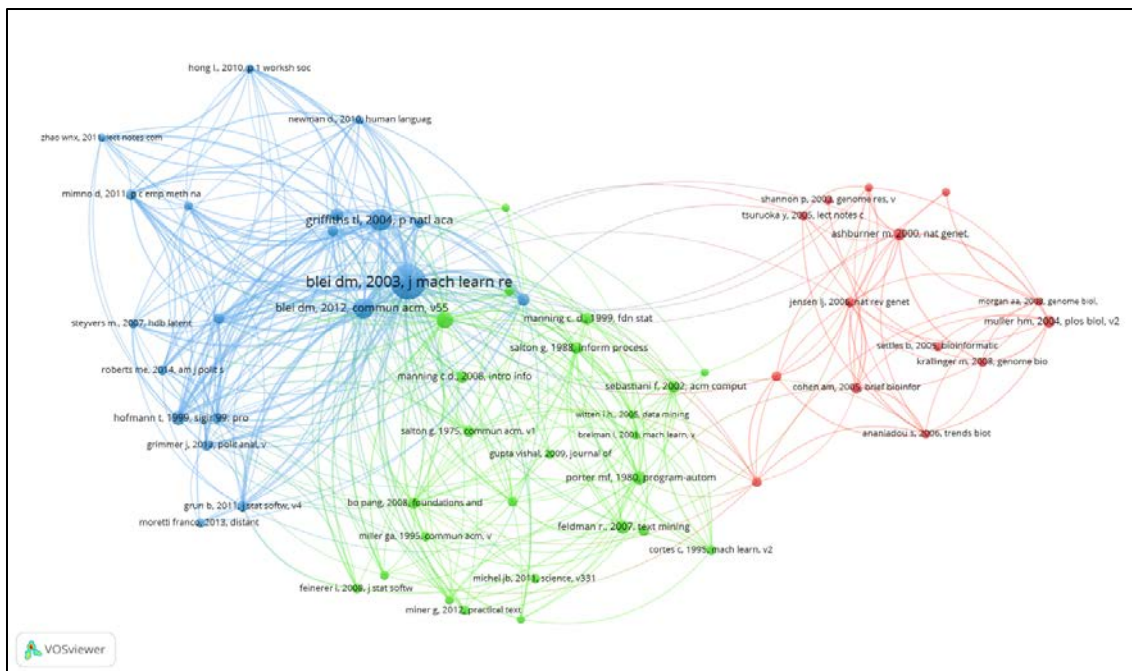 hong l., 2010, p 1 worksh soc
newman d., 2010, human languag
zhao wnx, 2011, lect notes com
mimno d, 2011, p c emp meth na
shannon p, 2003, genome res, v
tsuruoka y, 2005, lect notes c
griffiths tl, 2004, p natl aca
ashburner m, 2000, nat genet,
blei dm, 2003, j mach learn re
jensen lj, 2006, nat rev genet
morgan aa, 2008, genome biol,
blei dm, 2012, commun acm, v55
steyvers m., 2007, hdb latent
manning c. d., 1999, fdn stat
muller hm, 2004, plos biol, v2
salton g, 1988, inform process
settles b, 2005, bioinformatic
roberts me, 2014, am j polit s
krallinger m, 2008, genome bio
manning c d., 2008, intro info
sebastiani f, 2002, acm comput
cohen am, 2005, brief bioinfor
hofmann t, 1999, sigir 99: pro
witten i.h., 2005, data mining
salton g, 1975, commun acm, v1
breiman l, 2001, mach learn, v
ananiadou s, 2006, trends biot
grimmer j, 2013, polit anal, v
gupta vishal, 2009, journal of
porter mf, 1980, program-autom
grun b, 2011, j stat softw, v4
bo pang, 2008, foundations and
moretti franco, 2013, distant
feldman r., 2007, text mining
miller ga, 1995, commun acm, v
cortes c, 1995, mach learn, v2
michel jb, 2011, science, v331
feinerer i, 2008, j stat softw
miner g, 2012, practical text
VOSviewer